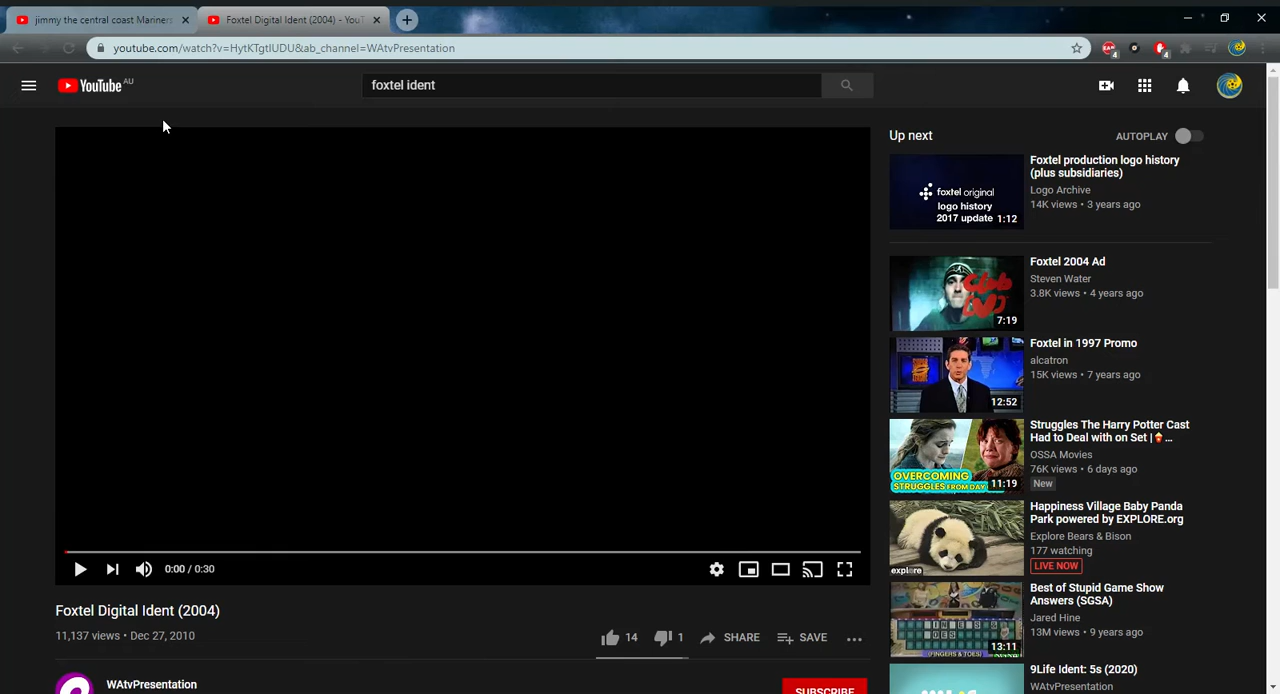 jimmy the central coast Mariners
Foxtel Digital Ident (2004) - YouT
youtube.com/watch?v=HytKTgtIUDU&ab_channel=WAtvPresentation
4
4
YouTube AU
foxtel ident
Up next
AUTOPLAY
foxtel original
logo history
2017 update
1:12
Foxtel production logo history
(plus subsidiaries)
Logo Archive
14K views • 3 years ago
Club
7:19
Foxtel 2004 Ad
Steven Water
3.8K views • 4 years ago
12:52
Foxtel in 1997 Promo
alcatron
15K views • 7 years ago
OVERCOMING
STRUGGLES FROM DAY
11:19
Struggles The Harry Potter Cast
Had to Deal with on Set |🏮...
OSSA Movies
76K views • 6 days ago
New
explore
Happiness Village Baby Panda
Park powered by EXPLORE.org
Explore Bears & Bison
177 watching
LIVE NOW
(FINGERS & TOES)
13:11
Best of Stupid Game Show
Answers (SGSA)
Jared Hine
13M views • 9 years ago
9Life Ident: 5s (2020)
WAtvPresentation
0:00 / 0:30
Foxtel Digital Ident (2004)
11,137 views • Dec 27, 2010
14
1
SHARE
SAVE
WAtvPresentation
SUBSCRIBE